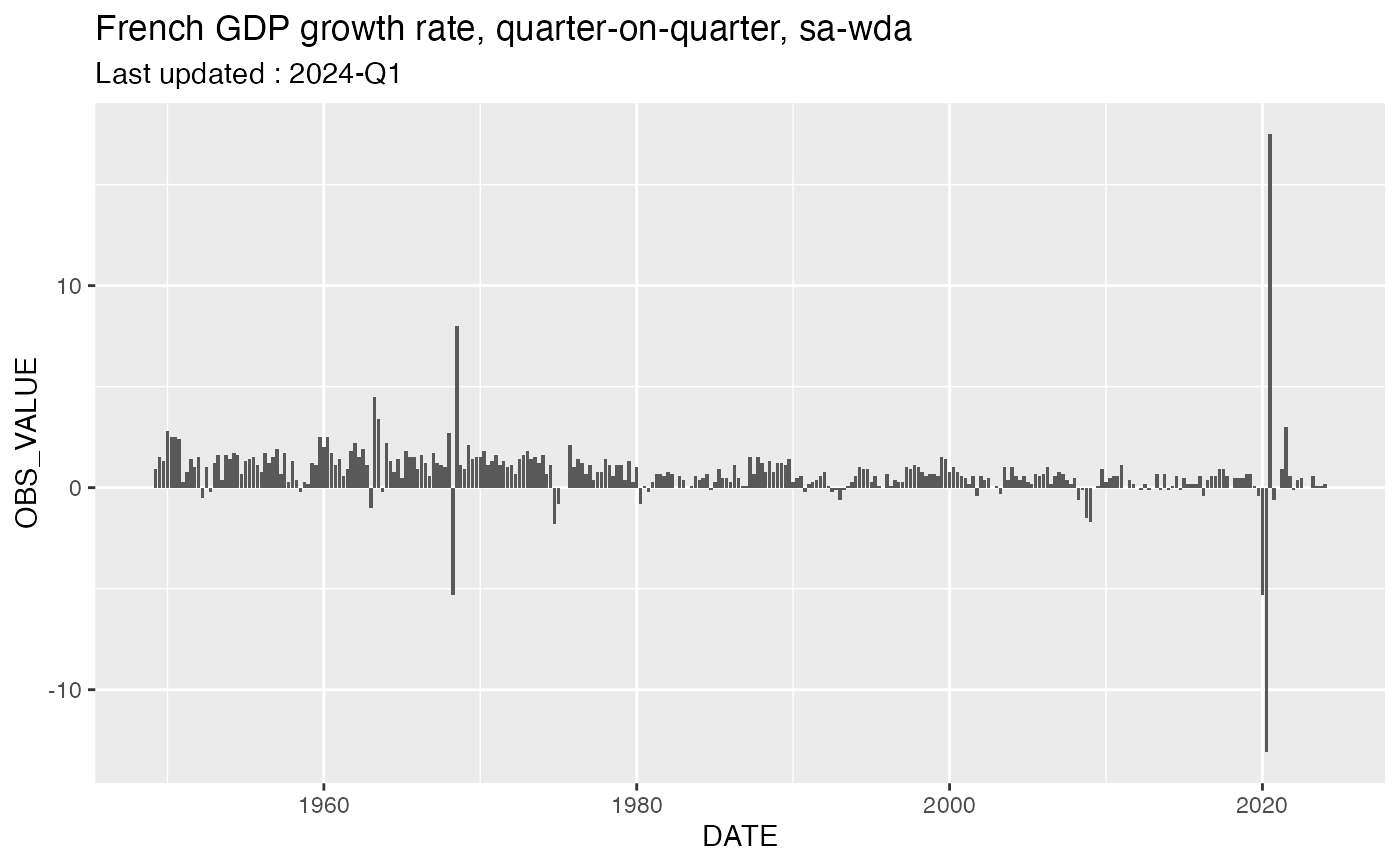 French GDP growth rate, quarter-on-quarter, sa-wda
Last updated : 2024-Q1
OBS_VALUE
10
0
-10
1960
1980
2000
2020
DATE